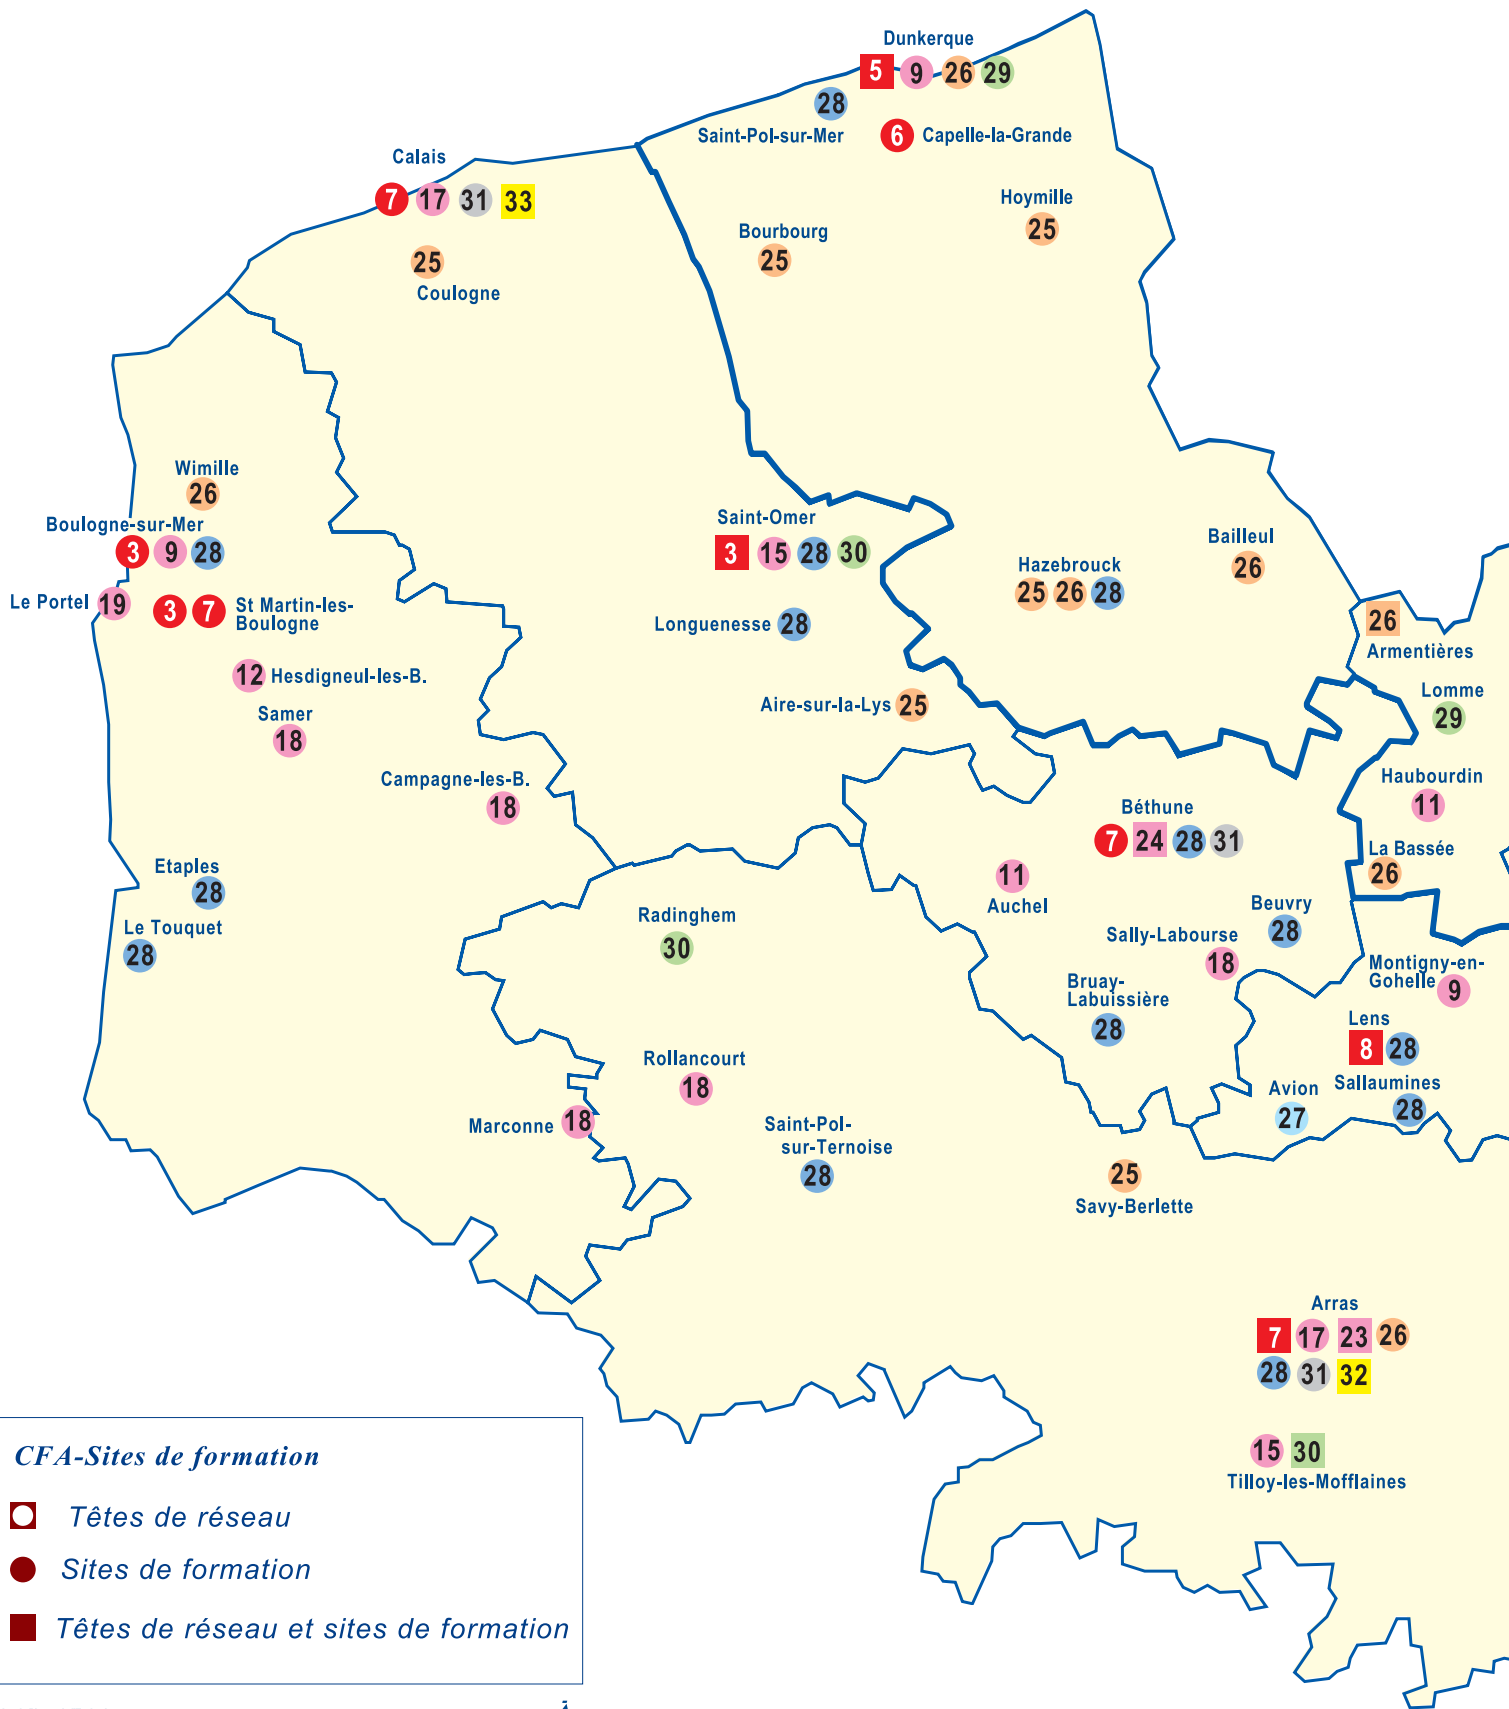 Dunkerque
5 9 26 29
28
Saint-Pol-sur-Mer
6 Capelle-la-Grande
Calais
7 17 31 33
25
Coulogne
Hoymille
25
Bourbourg
25
Wimille
26
Boulogne-sur-Mer
3 9 28
Le Portel 19
3 7 St Martin-les-
Boulogne
12 Hesdigneul-les-B.
Samer
18
Campagne-les-B.
18
Saint-Omer
3 15 28 30
Longuenesse 28
Aire-sur-la-Lys 25
Hazebrouck
25 26 28
Bailleul
26
26
Armentières
Lomme
29
Haubourdin
11
La Bassée
26
Béthune
7 24 28 31
11
Auchel
Etaples
28
Le Touquet
28
Radinghem
30
Beuvry
28
Sally-Labourse
18
Bruay-
Labuissière
28
Montigny-en-
Gohelle 9
Lens
8 28
Sallaumines
28
Avion
27
Rollancourt
18
Marconne 18
Saint-Pol-
sur-Ternoise
28
25
Savy-Berlette
Arras
7 17 23 26
28 31 32
15 30
Tilloy-les-Mofflaines
CFA-Sites de formation
Têtes de réseau
Sites de formation
Têtes de réseau et sites de formation